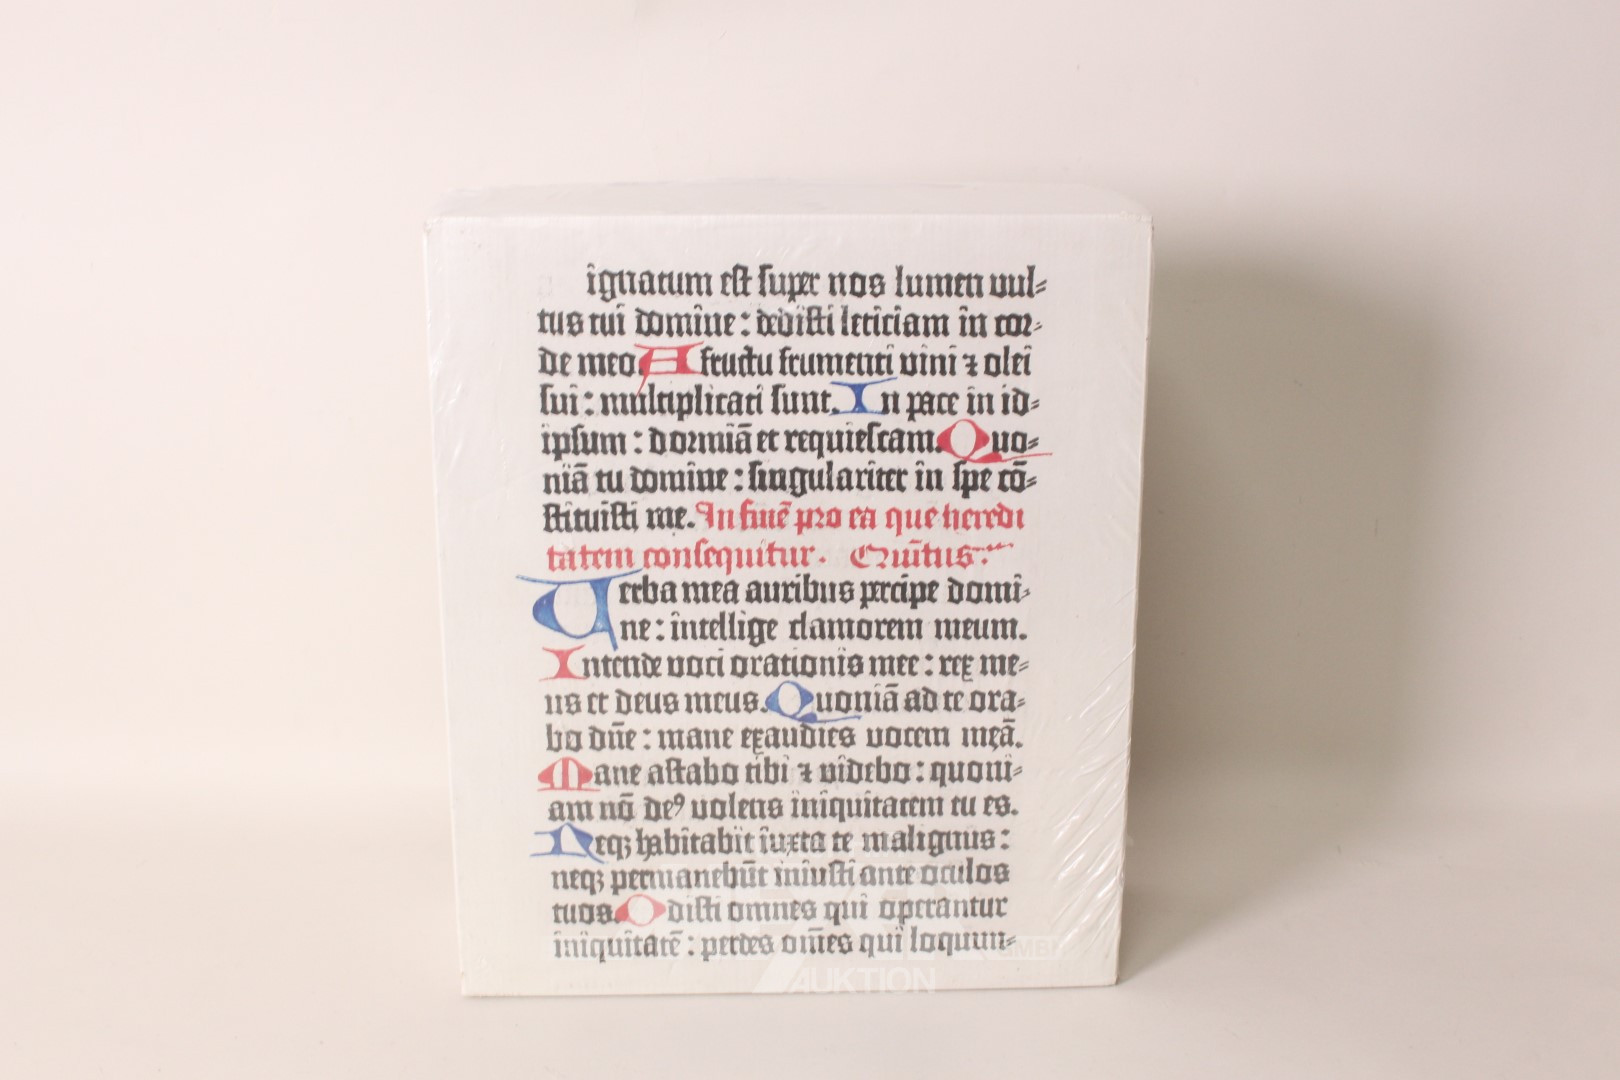 ignatum est super nos lumen vul⸗
tus tui domine : dedisti leticiam in cor⸗
de meo. A fructu frumenti vini ⁊ olei
sui : multiplicati sunt. In pace in id⸗
ipsum : dormiā et requiescam. Quo⸗
niā tu domine : singulariter in spe cō⸗
stituisti me. In finē pro ea que heredi
tatem consequitur.
Verba mea auribus percipe domi⸗
ne : intellige clamorem meum.
Intende voci orationis mee : rex me⸗
us et deus meus. Quoniā ad te ora⸗
bo dn̄e : mane exaudies vocem meā.
Mane astabo tibi ⁊ videbo : quoni⸗
am nō deꝰ volens iniquitatem tu es.
Neqꝫ habitabit iuxta te malignus :
neqꝫ permanebūt iniusti ante oculos
tuos. Odisti omnes qui operantur
iniquitatē : perdes om̄es qui loquun⸗
AUKTION